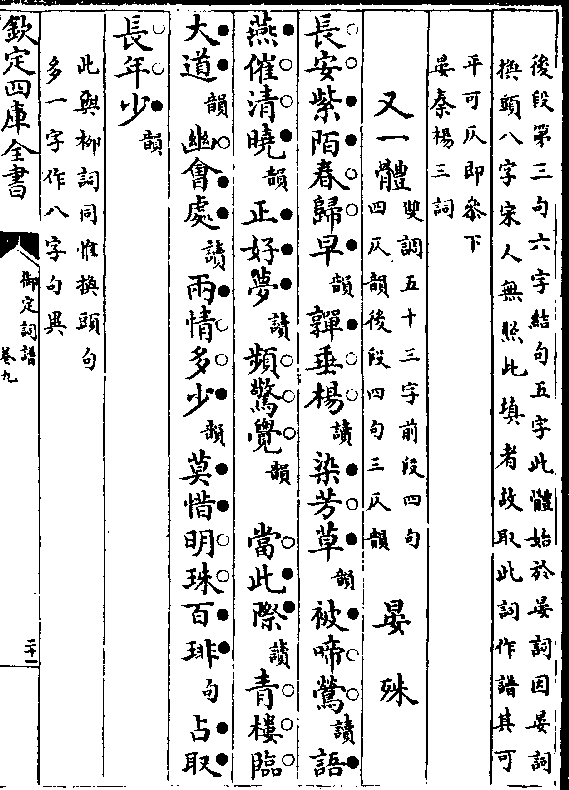 後段第三句六字結句五字此體始於晏詞因晏詞
換頭八字宋人無照此填者故取此詞作譜其可
平可仄即參下
晏秦楊三詞
又一體 雙調五十三字前段四句
四仄韻後段四句三仄韻 晏殊
長安紫陌春歸早韻嚲垂楊讀染芳草韻被啼鶯讀語
燕催清曉韻正好夢讀頻驚覺韻 當此際讀青樓臨
大道韻幽會處讀兩情多少韻莫惜明珠百琲句占取
長年少韻
此與柳詞同惟換頭句
多一字作八字句異
欽定四庫全書
御定詞譜
卷九